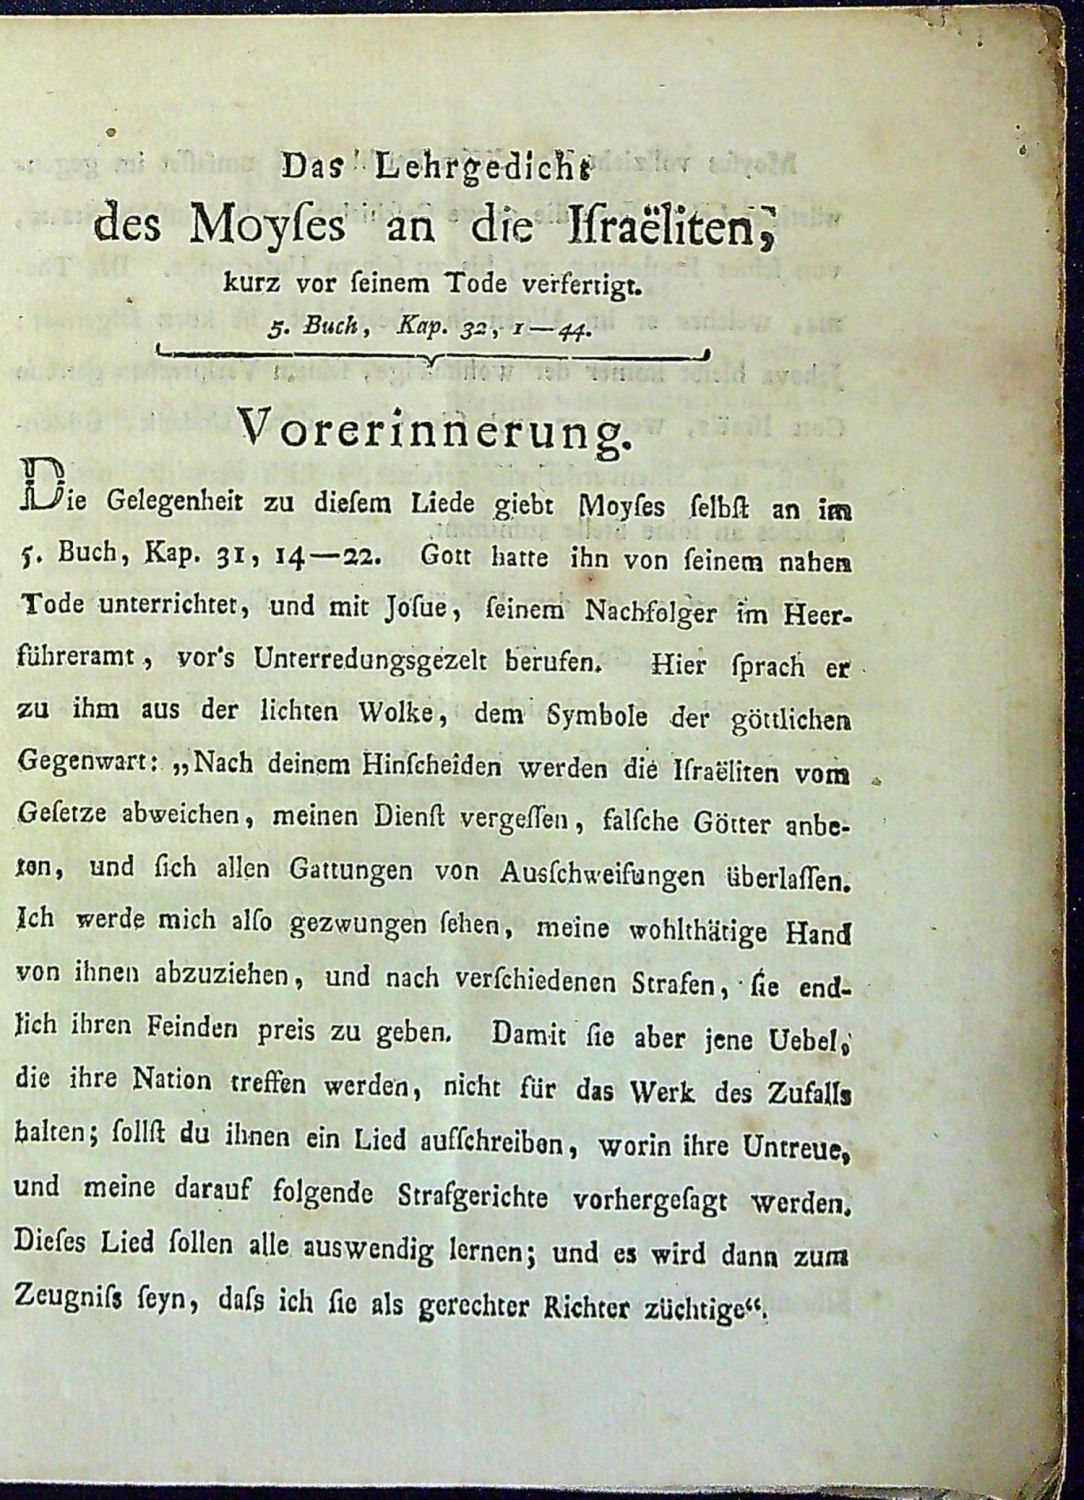 Das Lehrgedicht
des Moyſes an die Iſraëliten,
kurz vor ſeinem Tode verfertigt.
5. Buch, Kap. 32, 1—44.
Vorerinnerung.
Die Gelegenheit zu dieſem Liede giebt Moyſes ſelbſt an im
5. Buch, Kap. 31, 14—22. Gott hatte ihn von ſeinem nahen
Tode unterrichtet, und mit Joſue, ſeinem Nachfolger im Heer-
führeramt, vor's Unterredungsgezelt berufen. Hier ſprach er
zu ihm aus der lichten Wolke, dem Symbole der göttlichen
Gegenwart: „Nach deinem Hinſcheiden werden die Iſraëliten vom
Geſetze abweichen, meinen Dienſt vergeſſen, falſche Götter anbe-
ten, und ſich allen Gattungen von Ausſchweifungen überlaſſen.
Ich werde mich alſo gezwungen ſehen, meine wohlthätige Hand
von ihnen abzuziehen, und nach verſchiedenen Strafen, ſie end-
lich ihren Feinden preis zu geben. Damit ſie aber jene Uebel,
die ihre Nation treffen werden, nicht für das Werk des Zufalls
halten; ſollſt du ihnen ein Lied aufſchreiben, worin ihre Untreue,
und meine darauf folgende Strafgerichte vorhergeſagt werden.
Dieſes Lied ſollen alle auswendig lernen; und es wird dann zum
Zeugniſs ſeyn, daſs ich ſie als gerechter Richter züchtige“.